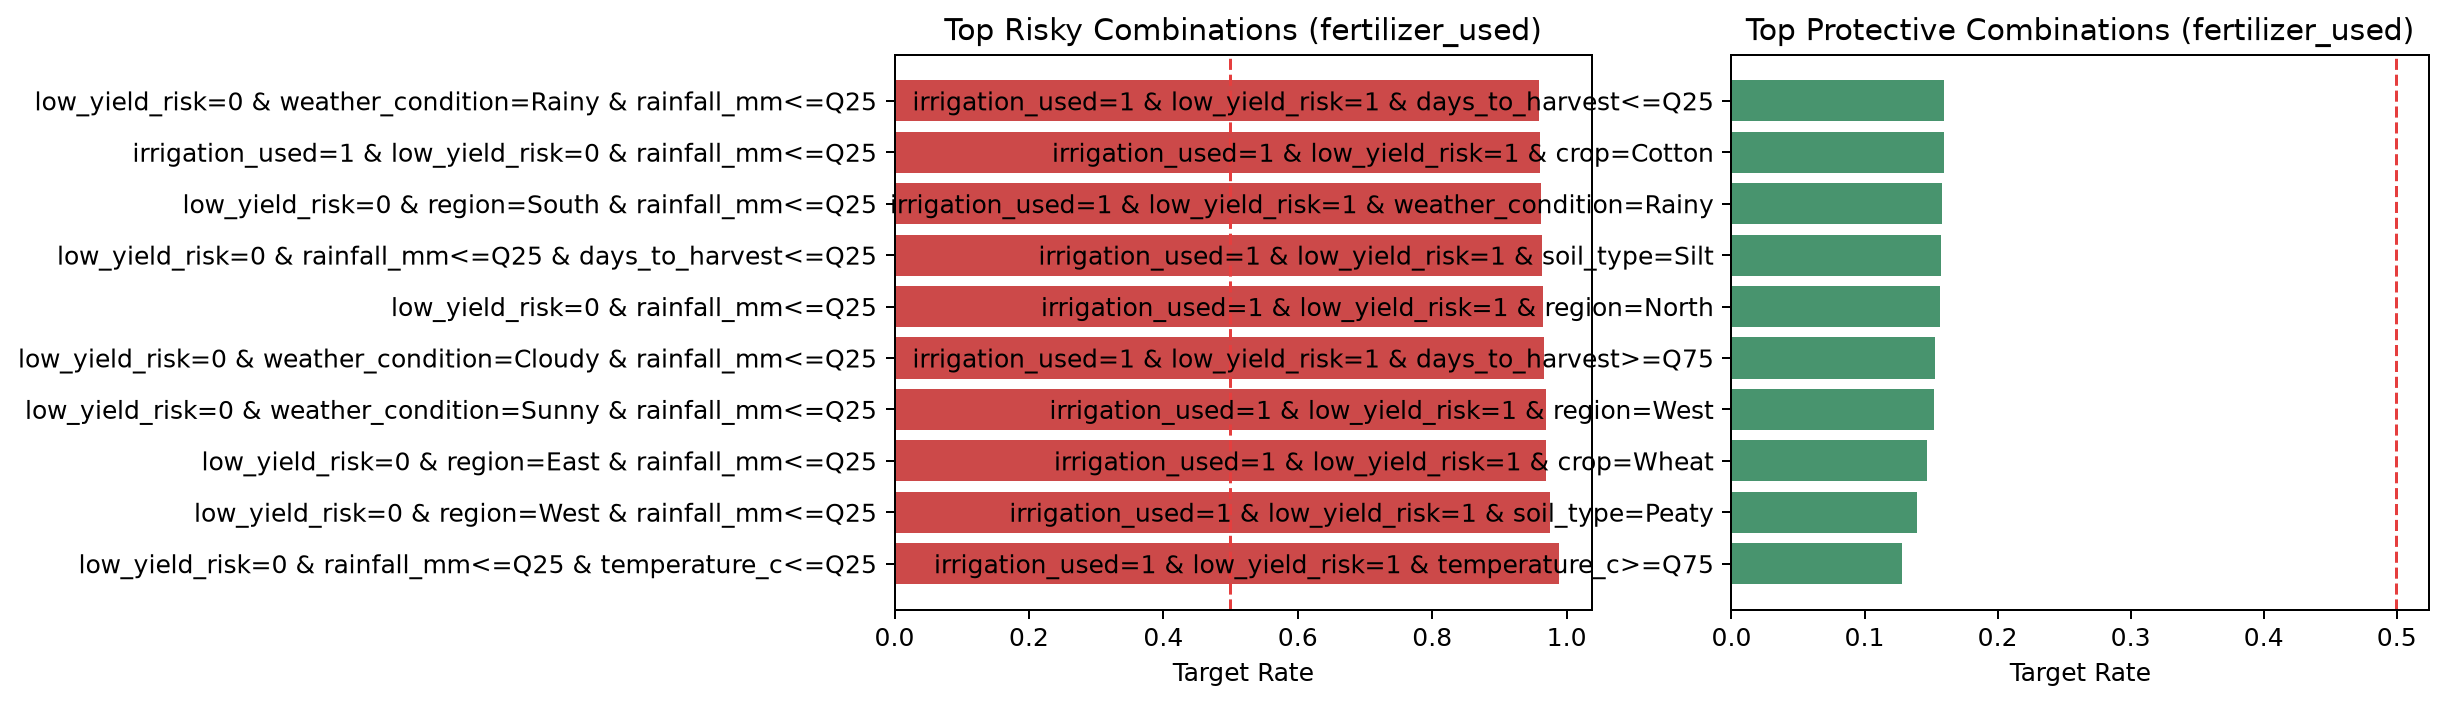 Top Risky Combinations (fertilizer_used)
low_yield_risk=0 & weather_condition=Rainy & rainfall_mm<=Q25
irrigation_used=1 & low_yield_risk=0 & rainfall_mm<=Q25
low_yield_risk=0 & region=South & rainfall_mm<=Q25
low_yield_risk=0 & rainfall_mm<=Q25 & days_to_harvest<=Q25
low_yield_risk=0 & rainfall_mm<=Q25
low_yield_risk=0 & weather_condition=Cloudy & rainfall_mm<=Q25
low_yield_risk=0 & weather_condition=Sunny & rainfall_mm<=Q25
low_yield_risk=0 & region=East & rainfall_mm<=Q25
low_yield_risk=0 & region=West & rainfall_mm<=Q25
low_yield_risk=0 & rainfall_mm<=Q25 & temperature_c<=Q25
0.0 0.2 0.4 0.6 0.8 1.0
Target Rate
Top Protective Combinations (fertilizer_used)
irrigation_used=1 & low_yield_risk=1 & days_to_harvest<=Q25
irrigation_used=1 & low_yield_risk=1 & crop=Cotton
irrigation_used=1 & low_yield_risk=1 & weather_condition=Rainy
irrigation_used=1 & low_yield_risk=1 & soil_type=Silt
irrigation_used=1 & low_yield_risk=1 & region=North
irrigation_used=1 & low_yield_risk=1 & days_to_harvest>=Q75
irrigation_used=1 & low_yield_risk=1 & region=West
irrigation_used=1 & low_yield_risk=1 & crop=Wheat
irrigation_used=1 & low_yield_risk=1 & soil_type=Peaty
irrigation_used=1 & low_yield_risk=1 & temperature_c>=Q75
0.0 0.1 0.2 0.3 0.4 0.5
Target Rate